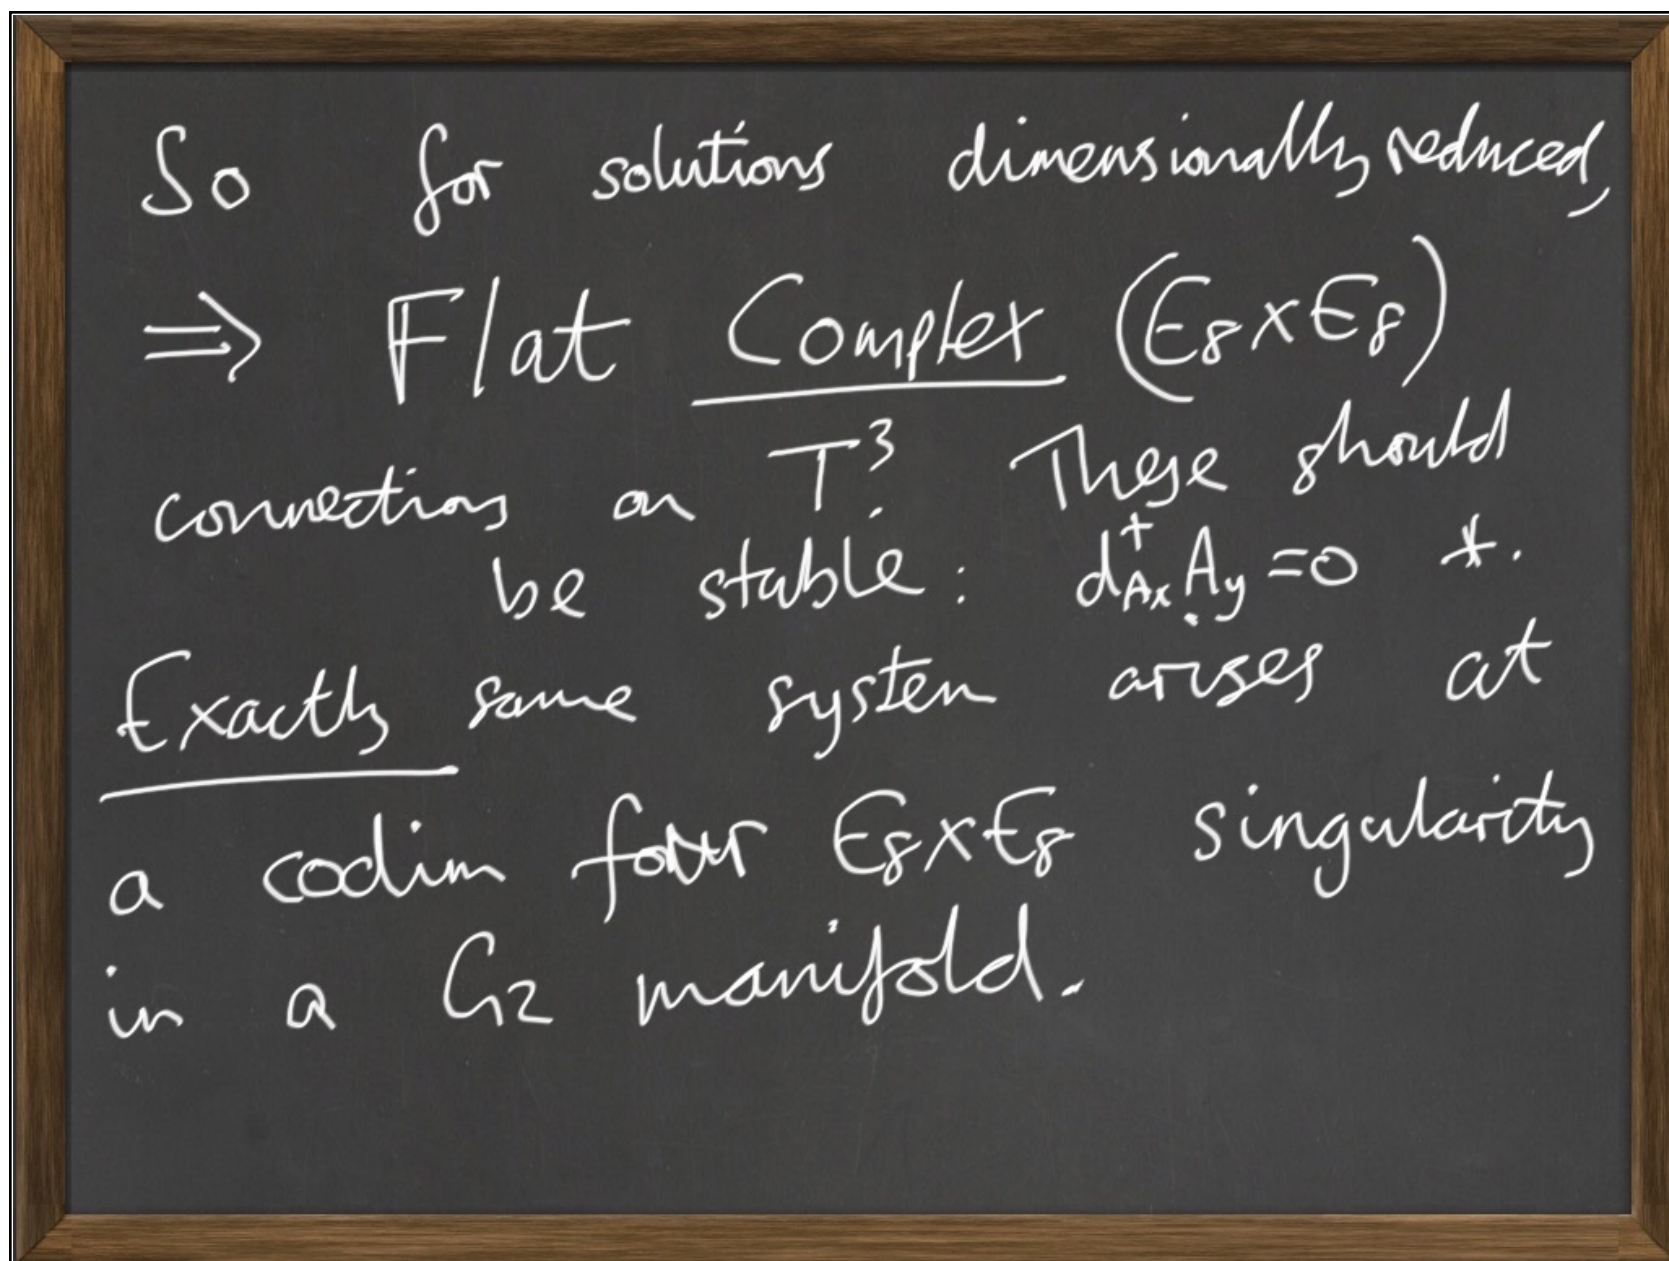 So for solutions dimensionally reduced,
⇒ Flat Complex (E₈×E₈)
connections on T³. These should
be stable: d⁺_{Aₓ} A_y = 0 *.
Exactly same system arises at
a codim four E₈×E₈ singularity
in a G₂ manifold.